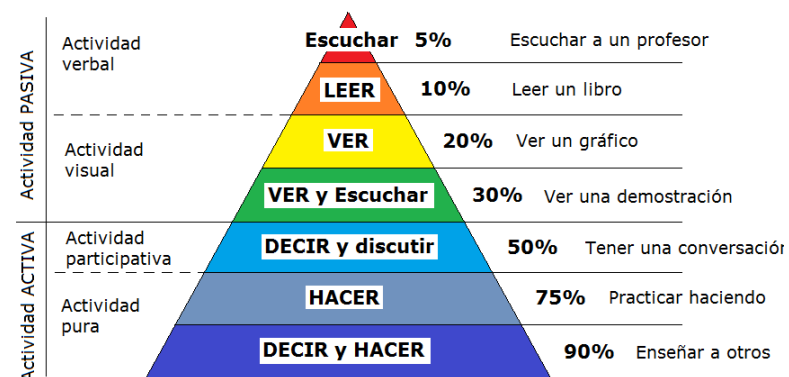 Actividad PASIVA
Actividad
verbal
Escuchar 5% Escuchar a un profesor
LEER 10% Leer un libro
Actividad
visual
VER 20% Ver un gráfico
VER y Escuchar 30% Ver una demostración
Actividad ACTIVA
Actividad
participativa
DECIR y discutir 50% Tener una conversación
Actividad
pura
HACER 75% Practicar haciendo
DECIR y HACER 90% Enseñar a otros